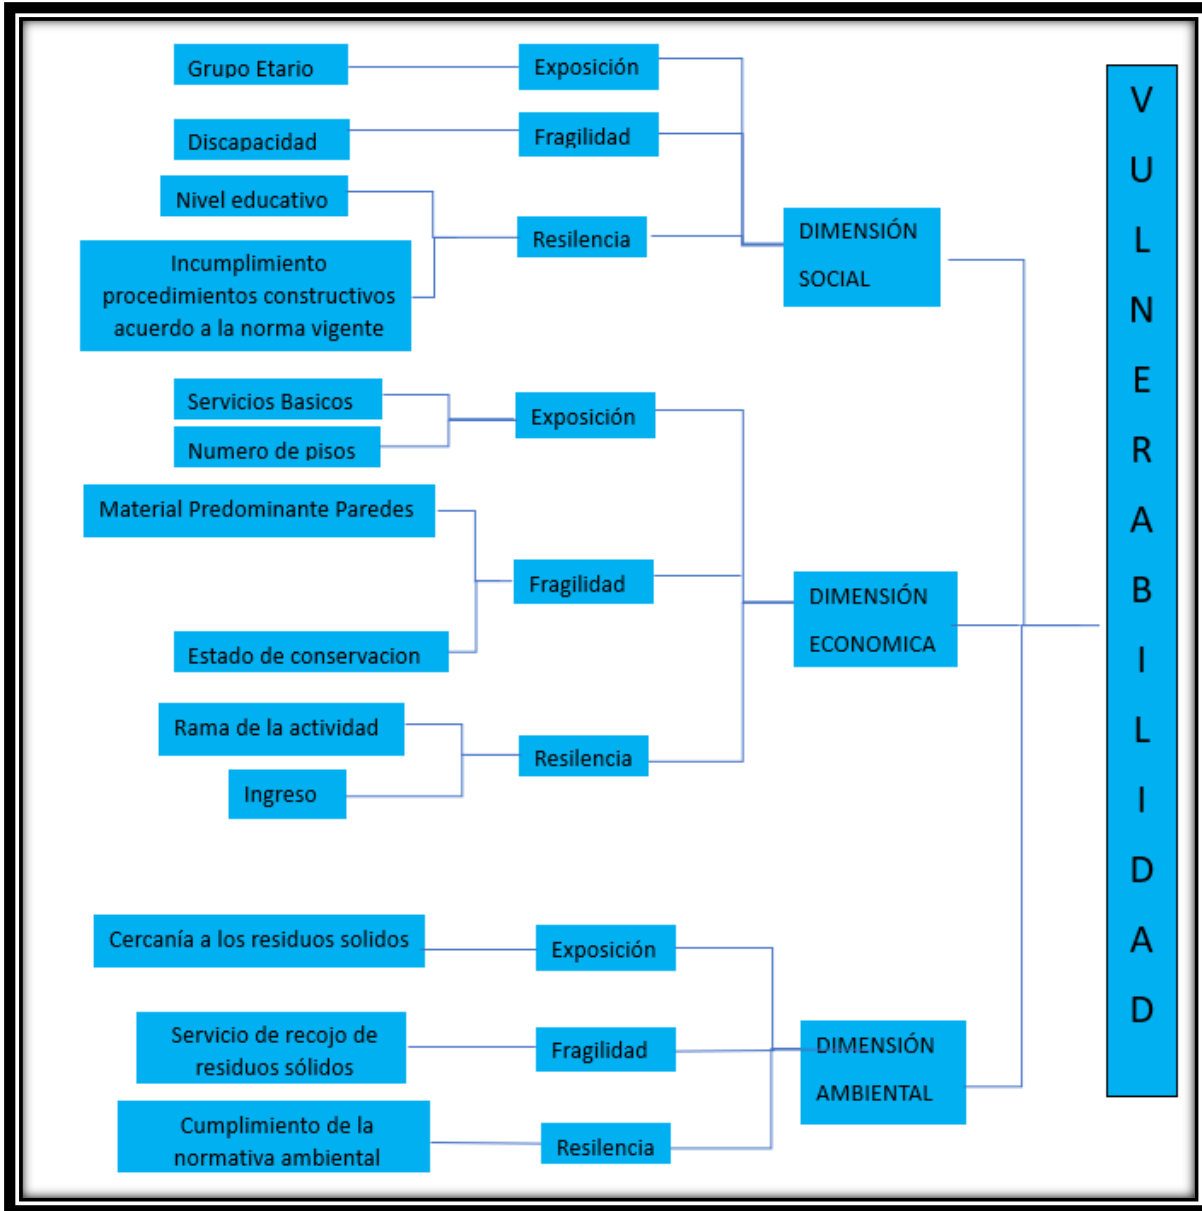 Grupo Etario
Exposición
Discapacidad
Fragilidad
Nivel educativo
Resilencia
Incumplimiento
procedimientos constructivos
acuerdo a la norma vigente
DIMENSIÓN
SOCIAL
Servicios Basicos
Exposición
Numero de pisos
Material Predominante Paredes
Fragilidad
Estado de conservacion
DIMENSIÓN
ECONOMICA
Rama de la actividad
Resilencia
Ingreso
Cercanía a los residuos solidos
Exposición
Servicio de recojo de
residuos sólidos
Fragilidad
DIMENSIÓN
AMBIENTAL
Cumplimiento de la
normativa ambiental
Resilencia
V
U
L
N
E
R
A
B
I
L
I
D
A
D